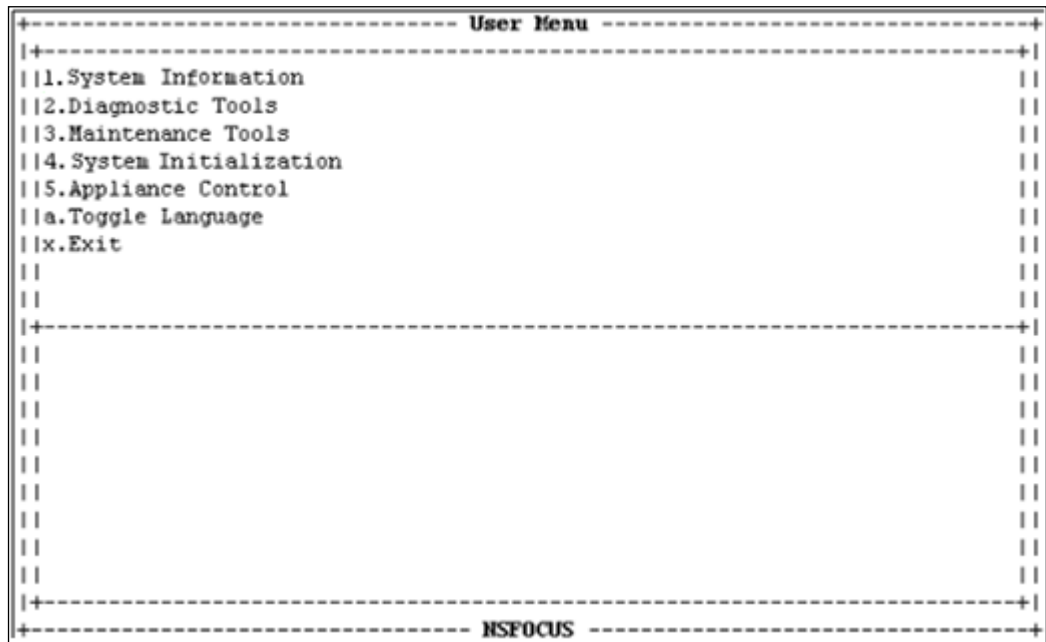 User Menu
1.System Information
2.Diagnostic Tools
3.Maintenance Tools
4.System Initialization
5.Appliance Control
a.Toggle Language
x.Exit
NSFOCUS